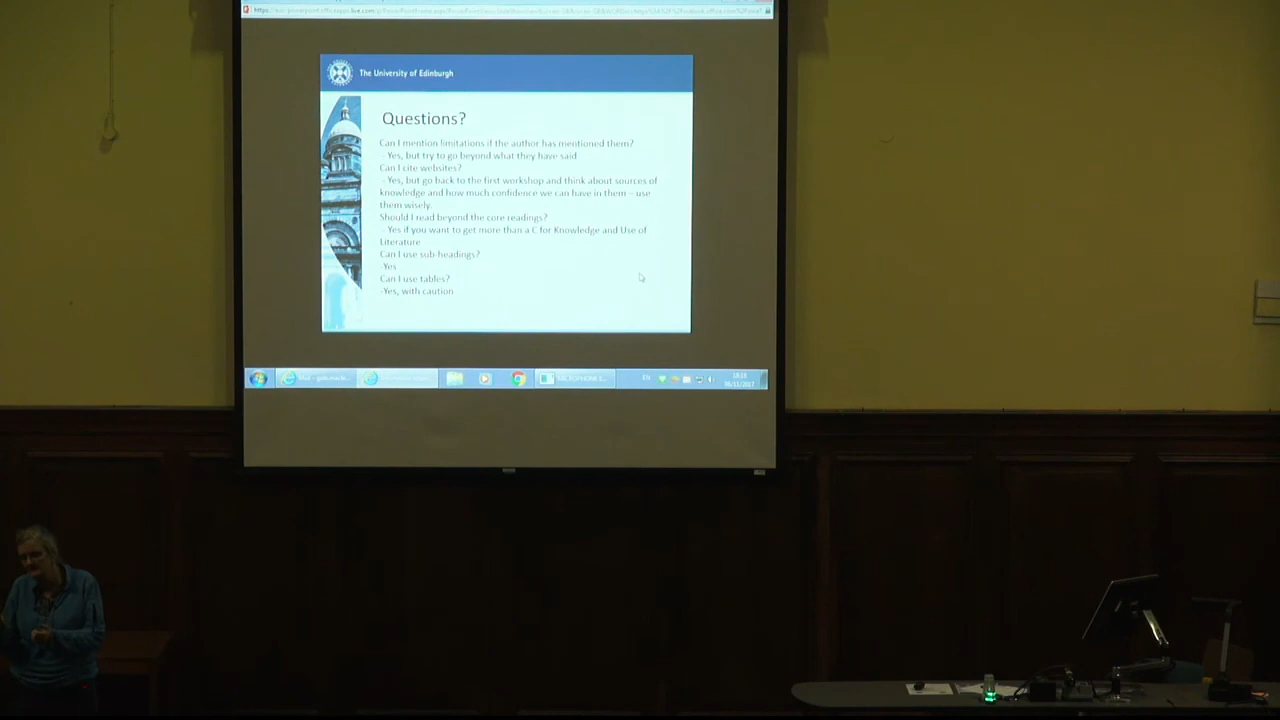 The University of Edinburgh
Questions?
Can I mention limitations if the author has mentioned them?
- Yes, but try to go beyond what they have said
Can I cite websites?
- Yes, but go back to the first workshop and think about sources of
knowledge and how much confidence we can have in them – use
them wisely.
Should I read beyond the core readings?
- Yes if you want to get more than a C for Knowledge and Use of
Literature
Can I use sub-headings?
-Yes
Can I use tables?
-Yes, with caution
EN